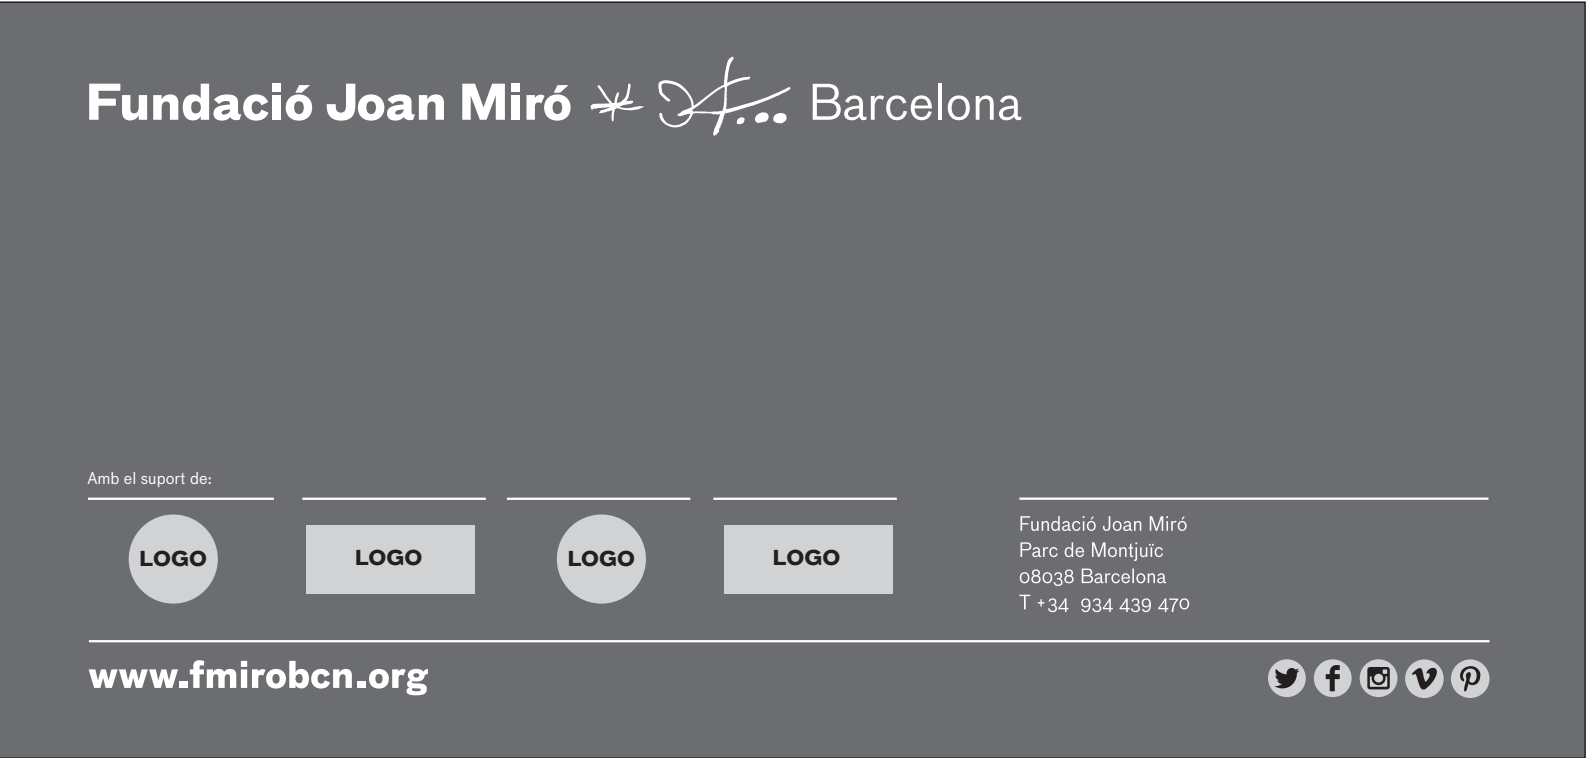 Fundació Joan Miró Barcelona
Amb el suport de:
LOGO LOGO LOGO LOGO
Fundació Joan Miró
Parc de Montjuïc
08038 Barcelona
T +34 934 439 470
www.fmirobcn.org